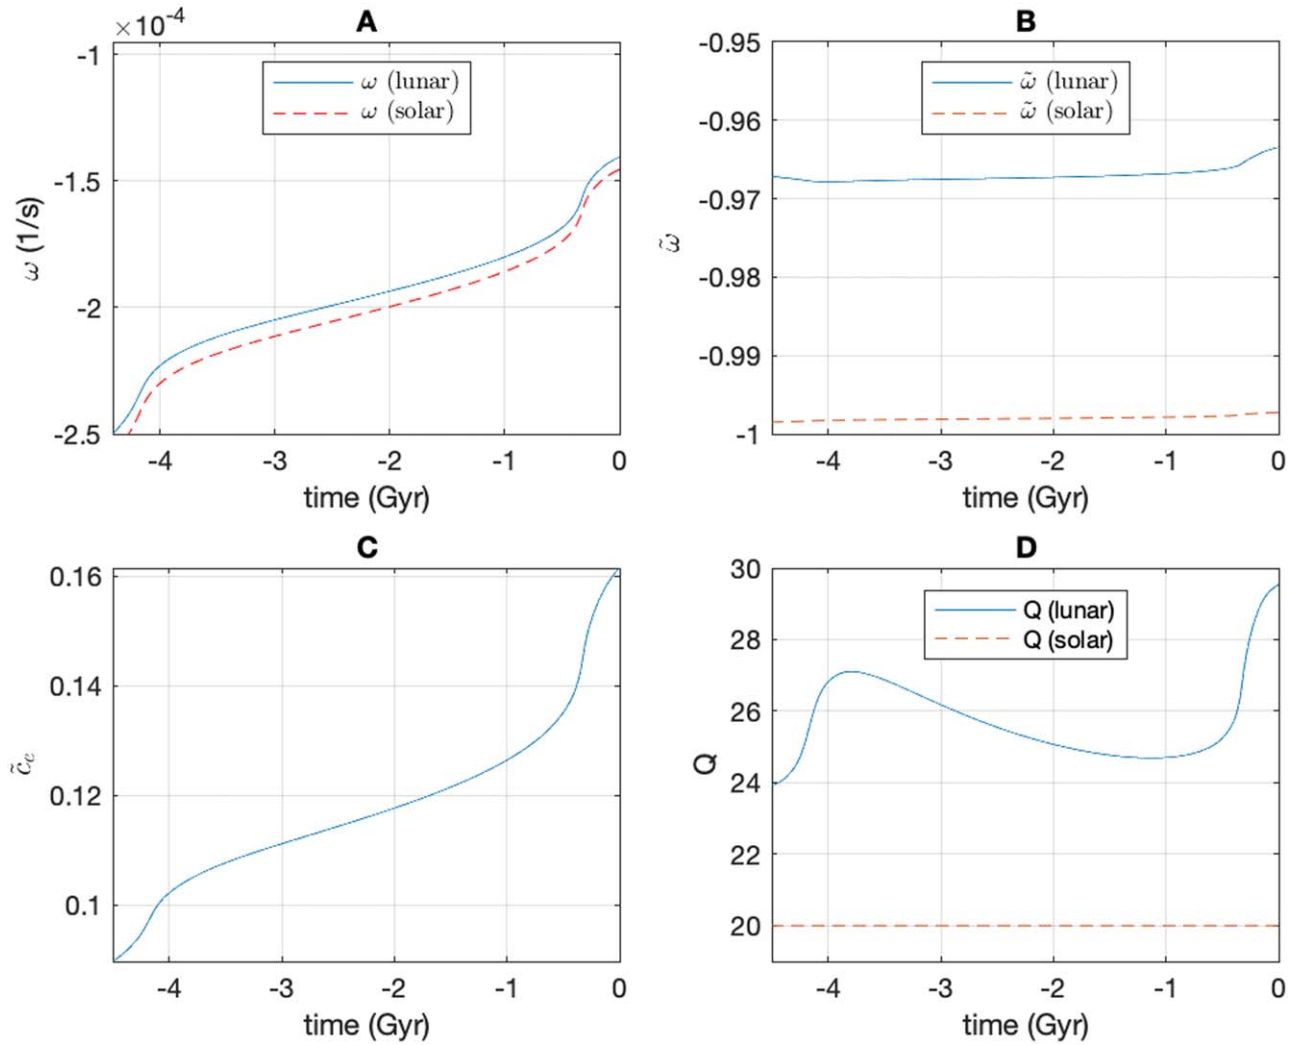 A
×10⁻⁴
-1
-1.5
-2
-2.5
ω (1/s)
ω (lunar)
ω (solar)
-4 -3 -2 -1 0
time (Gyr)
B
-0.95
-0.96
-0.97
-0.98
-0.99
-1
ω̃
ω̃ (lunar)
ω̃ (solar)
-4 -3 -2 -1 0
time (Gyr)
C
0.16
0.14
0.12
0.1
c̃ₑ
-4 -3 -2 -1 0
time (Gyr)
D
30
28
26
24
22
20
Q
Q (lunar)
Q (solar)
-4 -3 -2 -1 0
time (Gyr)